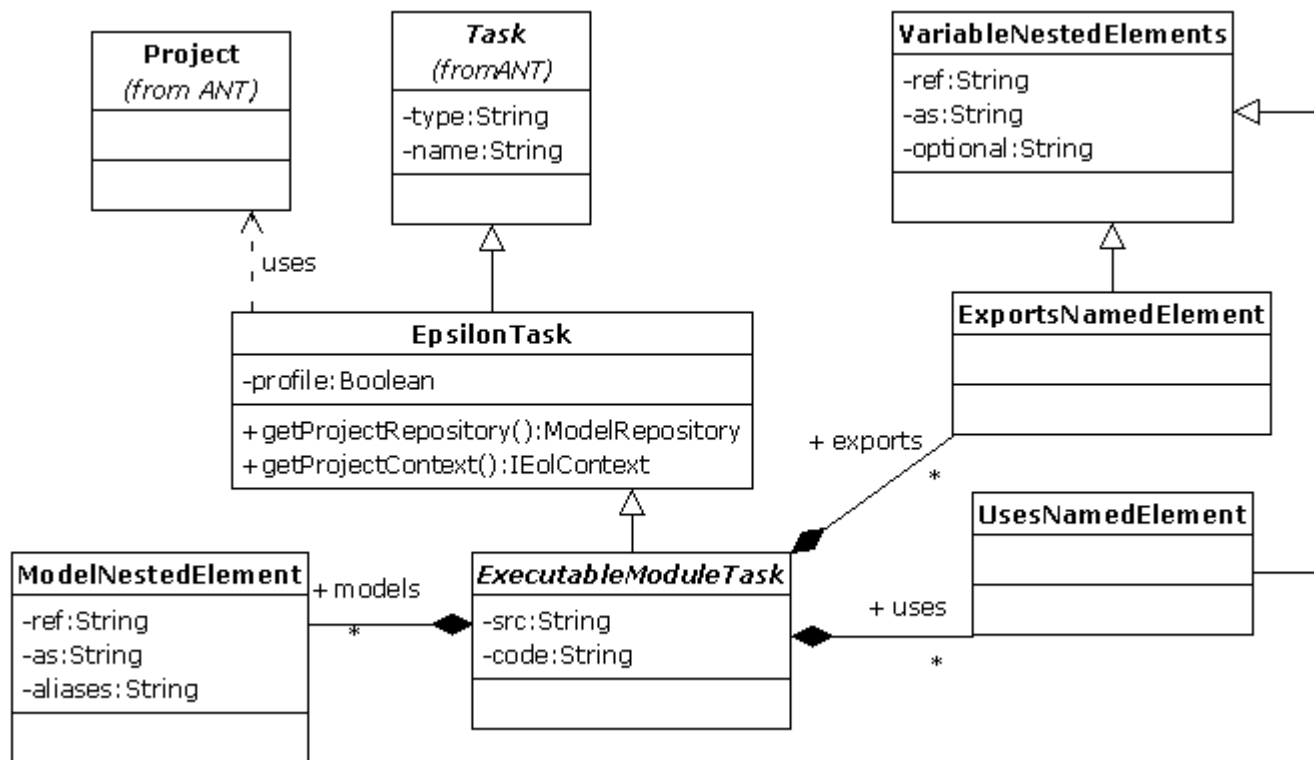 Project
(from ANT)
Task
(fromANT)
-type:String
-name:String
VariableNestedElements
-ref:String
-as:String
-optional:String
uses
EpsilonTask
-profile:Boolean
+getProjectRepository():ModelRepository
+getProjectContext():IEolContext
ExportsNamedElement
+ exports
*
UsesNamedElement
ModelNestedElement
-ref:String
-as:String
-aliases:String
+ models
*
ExecutableModuleTask
-src:String
-code:String
+ uses
*